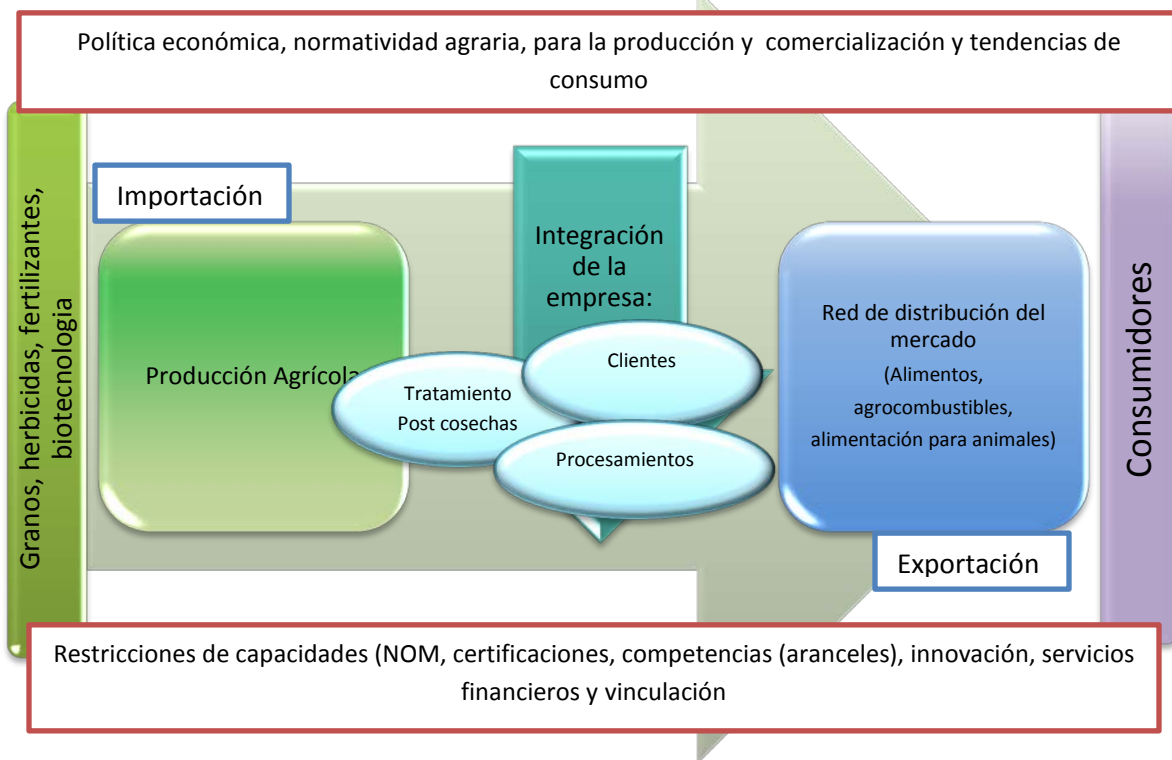 Política económica, normatividad agraria, para la producción y comercialización y tendencias de
consumo
Granos, herbicidas, fertilizantes,
biotecnologia
Importación
Producción Agrícola
Integración
de la
empresa:
Tratamiento
Post cosechas
Clientes
Procesamientos
Red de distribución del
mercado
(Alimentos,
agrocombustibles,
alimentación para animales)
Exportación
Consumidores
Restricciones de capacidades (NOM, certificaciones, competencias (aranceles), innovación, servicios
financieros y vinculación